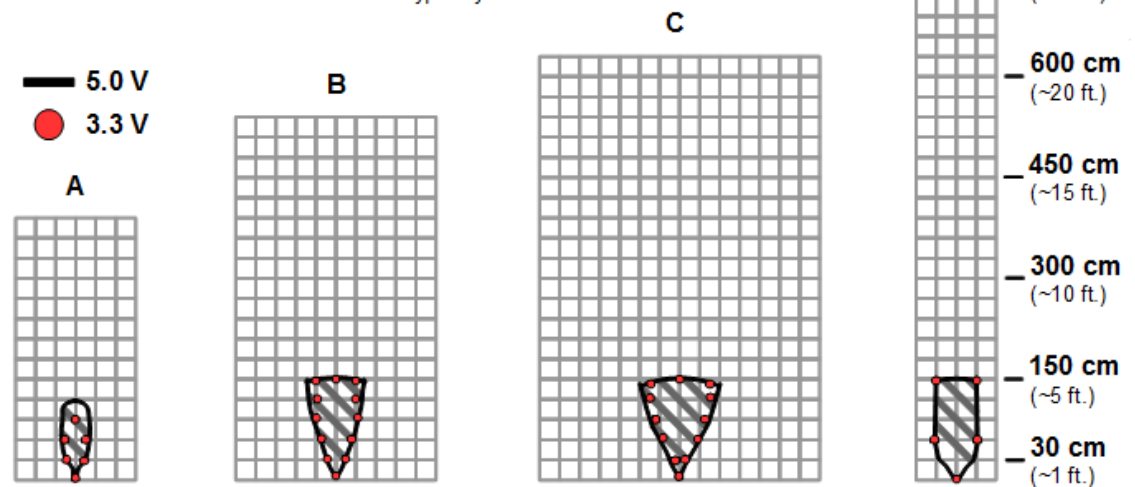 C
600 cm
(~20 ft.)
5.0 V
B
3.3 V
450 cm
(~15 ft.)
A
300 cm
(~10 ft.)
150 cm
(~5 ft.)
30 cm
(~1 ft.)